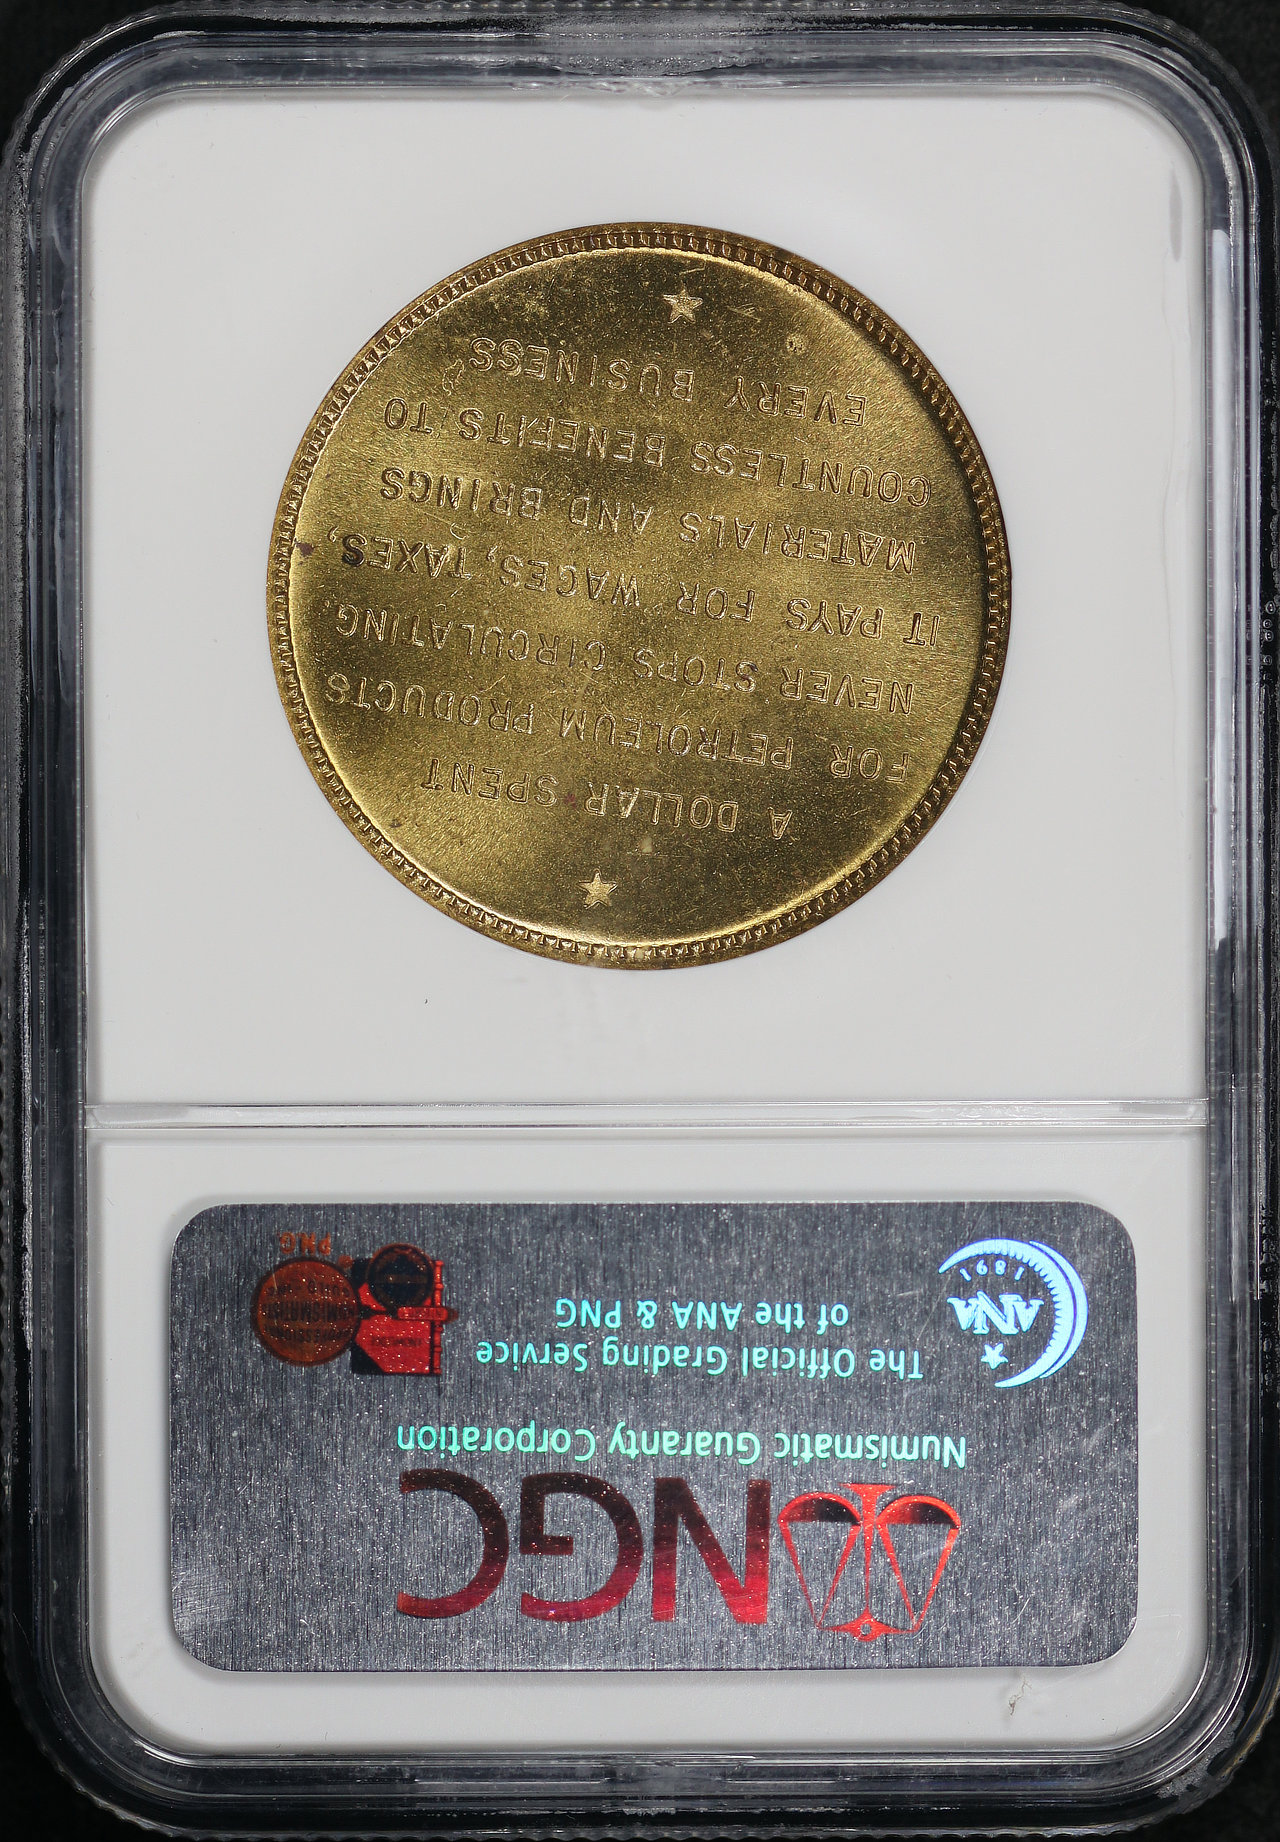 NGC
Numismatic Guaranty Corporation
The Official Grading Service
of the ANA & PNG
ANA
1891
PNG
A DOLLAR SPENT
FOR PETROLEUM PRODUCTS
NEVER STOPS CIRCULATING.
IT PAYS FOR WAGES, TAXES,
MATERIALS AND BRINGS
COUNTLESS BENEFITS TO
EVERY BUSINESS